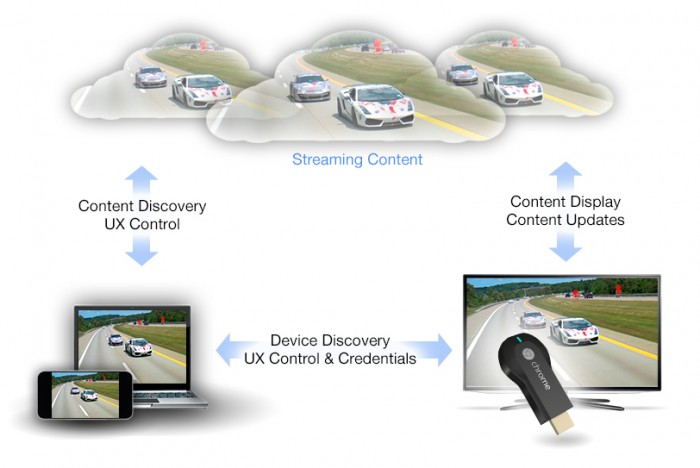 Streaming Content
Content Discovery
UX Control
Content Display
Content Updates
Device Discovery
UX Control & Credentials
chrome